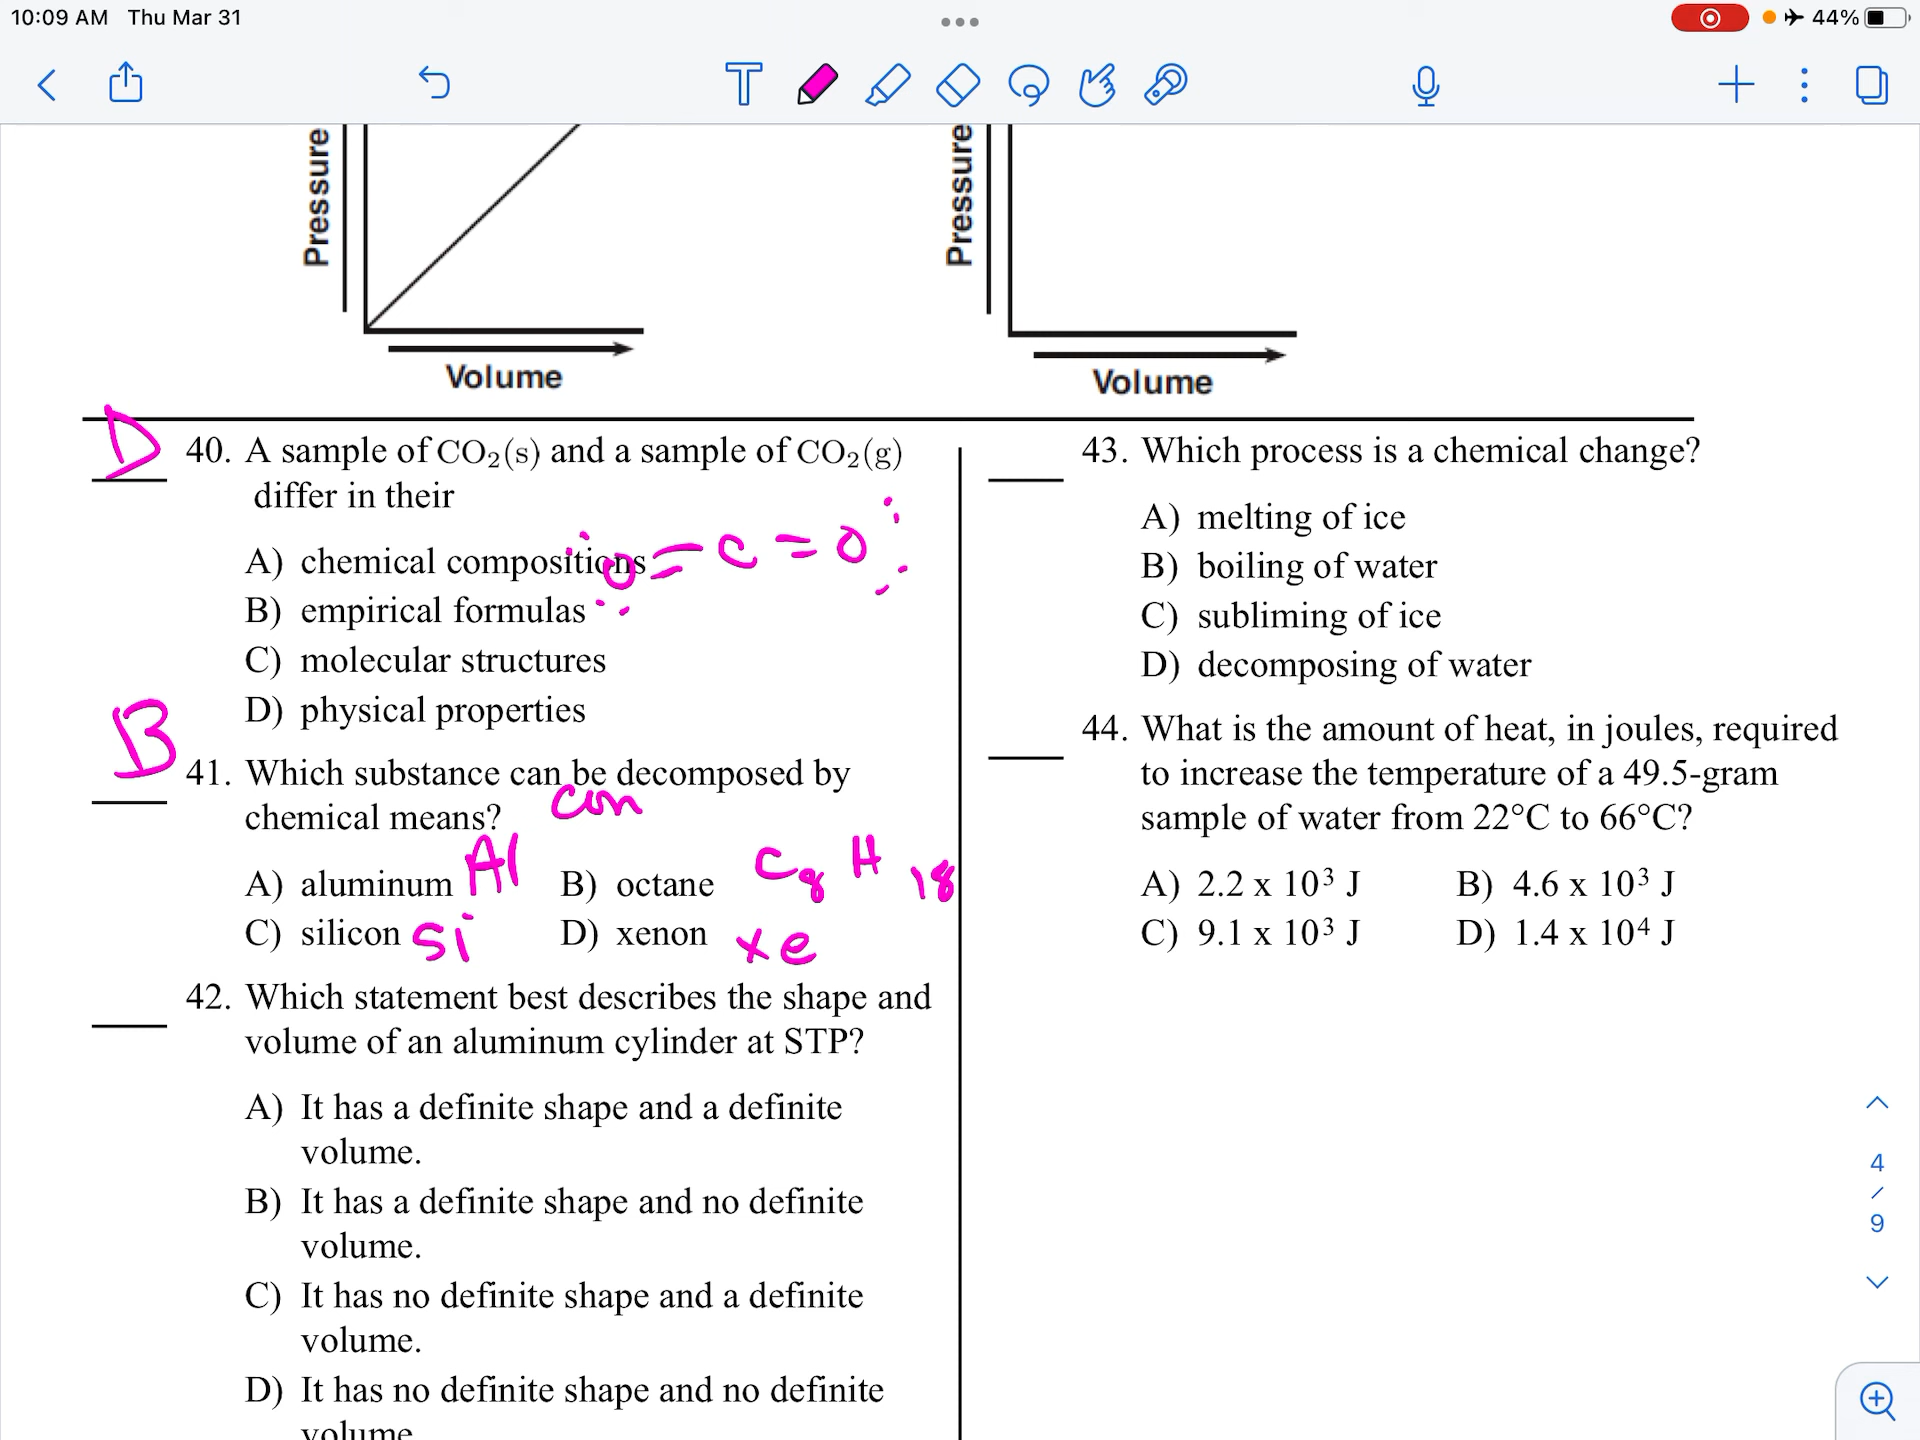 10:09 AM Thu Mar 31
44%
T
Pressure
Volume
Pressure
Volume
D
40. A sample of CO₂(s) and a sample of CO₂(g)
differ in their
A) chemical compositions
O = C = O
B) empirical formulas
C) molecular structures
D) physical properties
B
41. Which substance can be decomposed by
chemical means?
A) aluminum Al B) octane C₈H₁₈
C) silicon Si D) xenon Xe
42. Which statement best describes the shape and
volume of an aluminum cylinder at STP?
A) It has a definite shape and a definite
volume.
B) It has a definite shape and no definite
volume.
C) It has no definite shape and a definite
volume.
D) It has no definite shape and no definite
volume.
43. Which process is a chemical change?
A) melting of ice
B) boiling of water
C) subliming of ice
D) decomposing of water
44. What is the amount of heat, in joules, required
to increase the temperature of a 49.5-gram
sample of water from 22°C to 66°C?
A) 2.2 x 10³ J B) 4.6 x 10³ J
C) 9.1 x 10³ J D) 1.4 x 10⁴ J
4
/
9